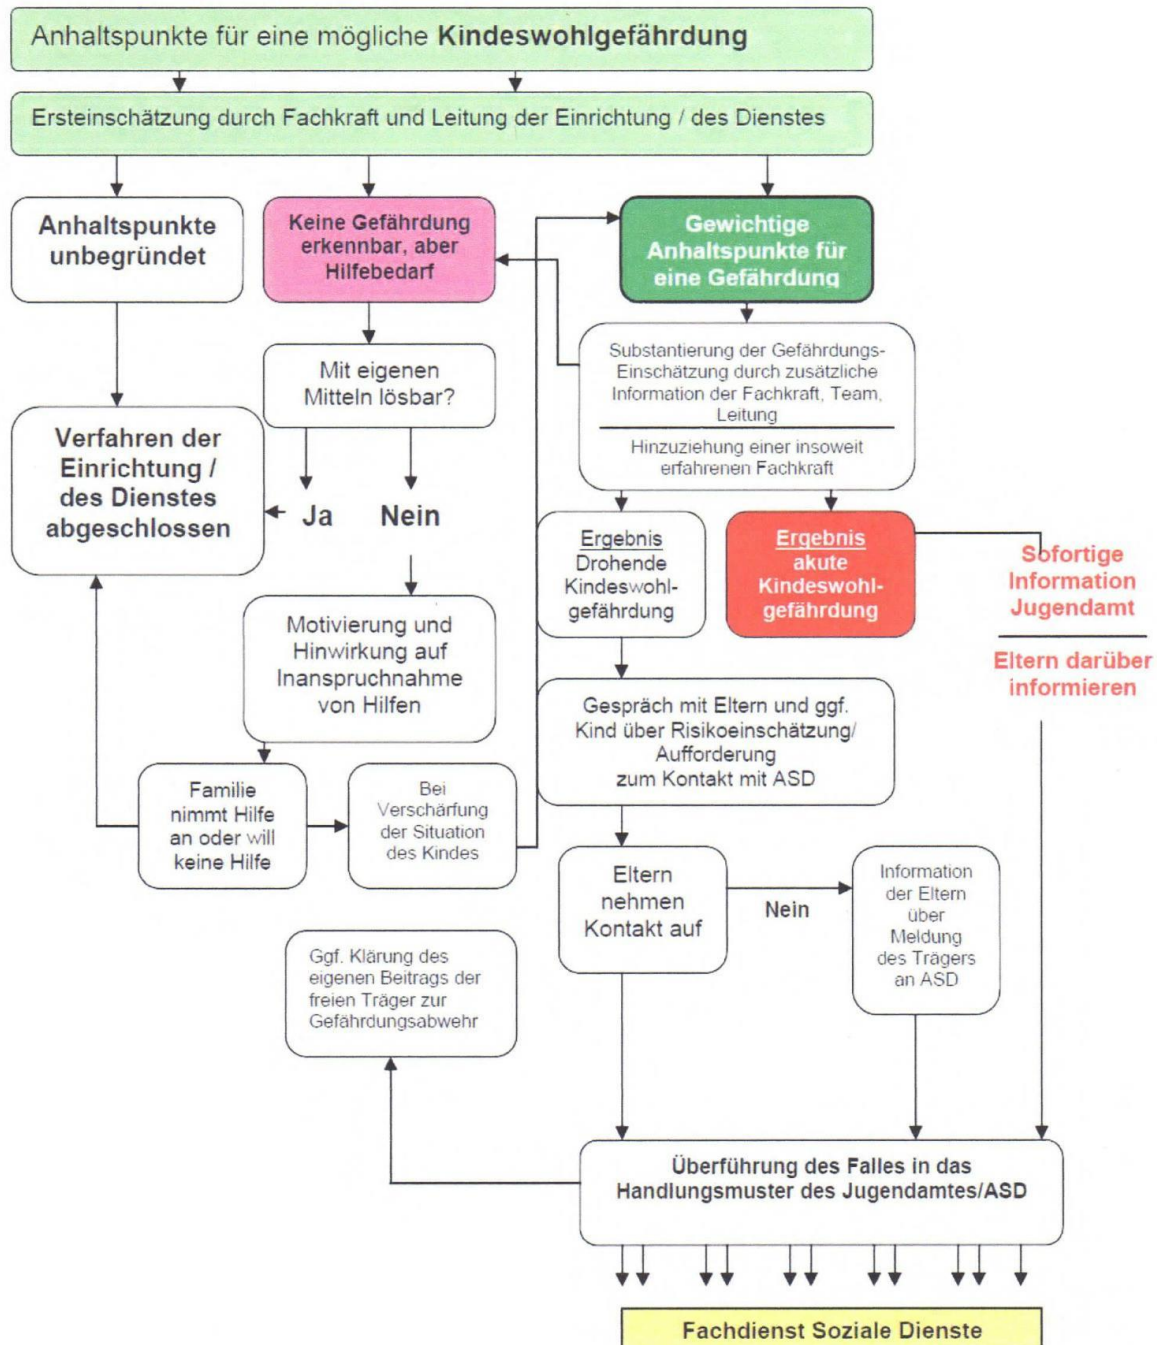 Anhaltspunkte für eine mögliche Kindeswohlgefährdung
Ersteinschätzung durch Fachkraft und Leitung der Einrichtung / des Dienstes
Anhaltspunkte
unbegründet
Keine Gefährdung
erkennbar, aber
Hilfebedarf
Gewichtige
Anhaltspunkte für
eine Gefährdung
Mit eigenen
Mitteln lösbar?
Substantierung der Gefährdungs-
Einschätzung durch zusätzliche
Information der Fachkraft, Team,
Leitung
Hinzuziehung einer insoweit
erfahrenen Fachkraft
Verfahren der
Einrichtung /
des Dienstes
abgeschlossen
Ja
Nein
Ergebnis
Drohende
Kindeswohl-
gefährdung
Ergebnis
akute
Kindeswohl-
gefährdung
Sofortige
Information
Jugendamt
Eltern darüber
informieren
Motivierung und
Hinwirkung auf
Inanspruchnahme
von Hilfen
Gespräch mit Eltern und ggf.
Kind über Risikoeinschätzung/
Aufforderung
zum Kontakt mit ASD
Familie
nimmt Hilfe
an oder will
keine Hilfe
Bei
Verschärfung
der Situation
des Kindes
Eltern
nehmen
Kontakt auf
Nein
Information
der Eltern
über
Meldung
des Trägers
an ASD
Ggf. Klärung des
eigenen Beitrags der
freien Träger zur
Gefährdungsabwehr
Überführung des Falles in das
Handlungsmuster des Jugendamtes/ASD
Fachdienst Soziale Dienste